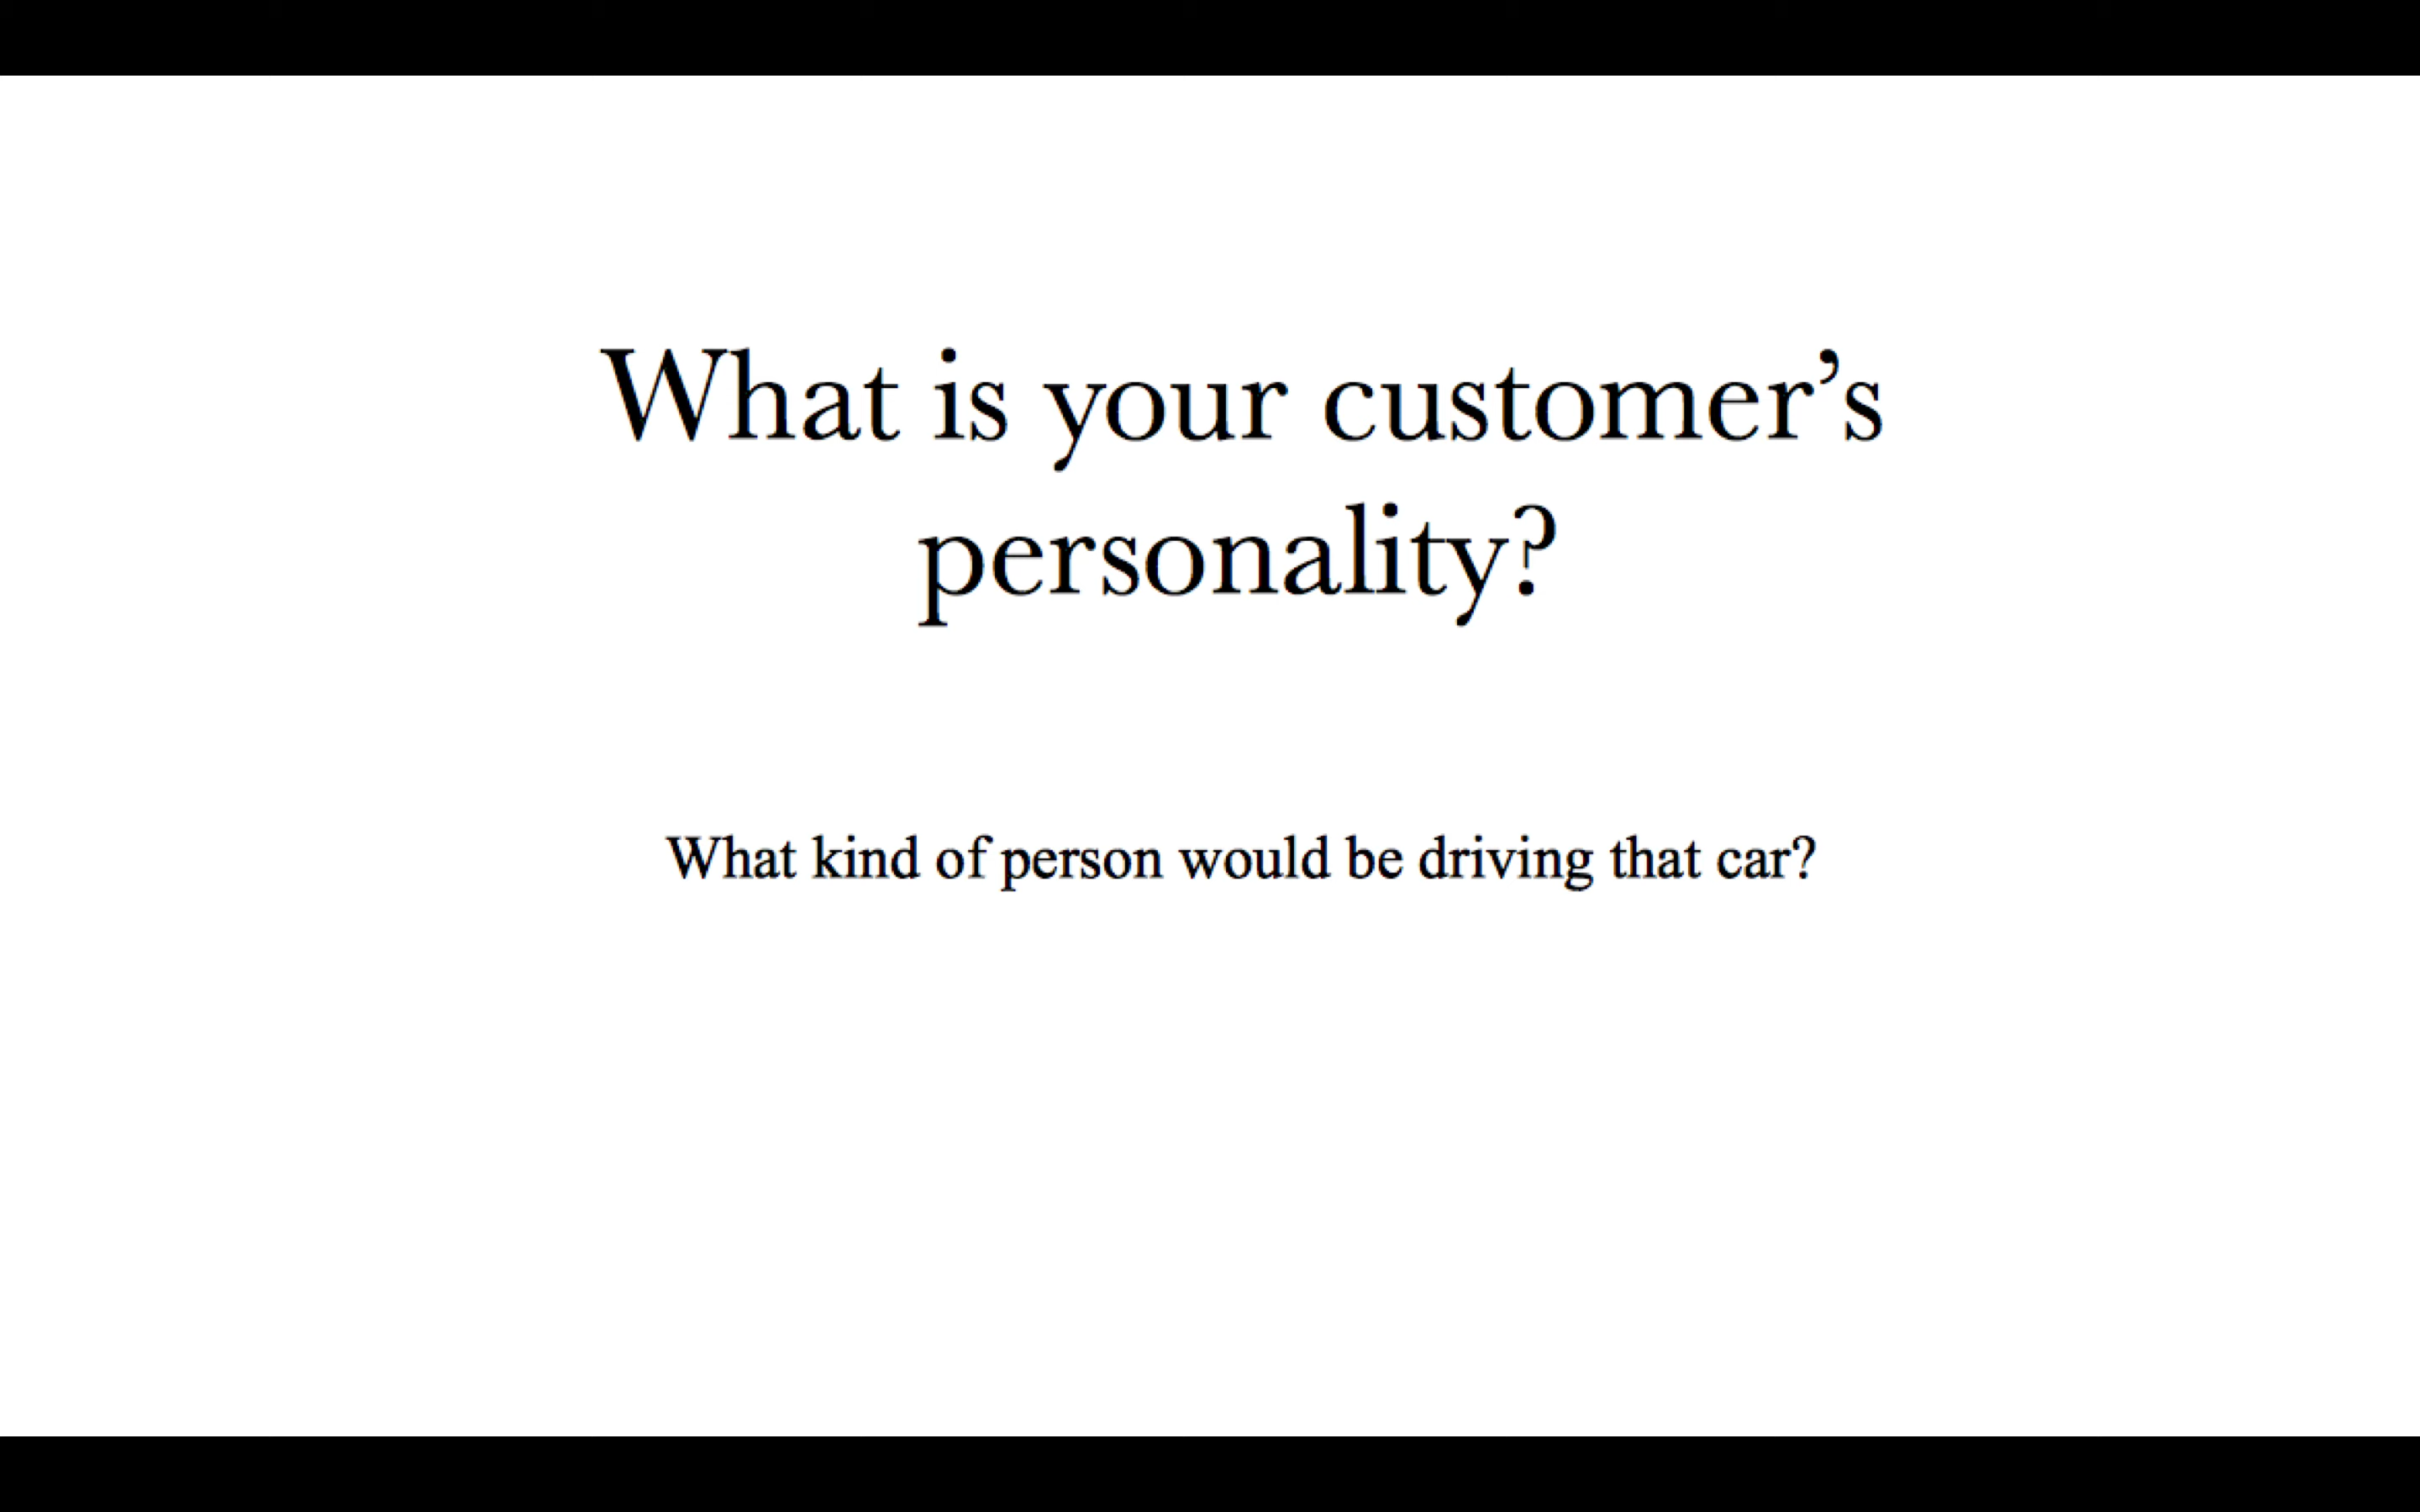 What is your customer’s
personality?
What kind of person would be driving that car?